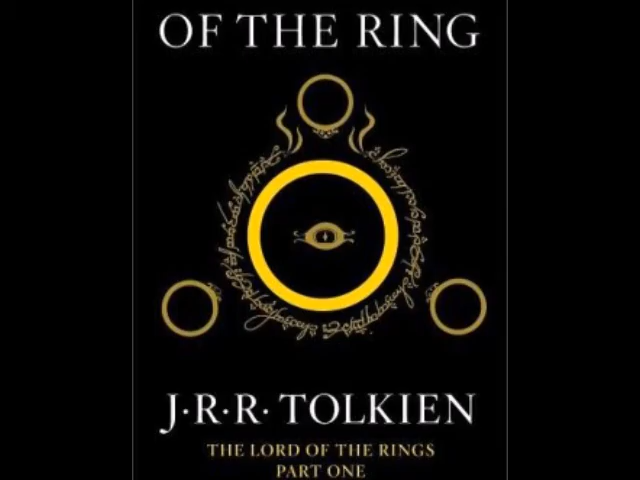 OF THE RING
J·R·R· TOLKIEN
THE LORD OF THE RINGS
PART ONE